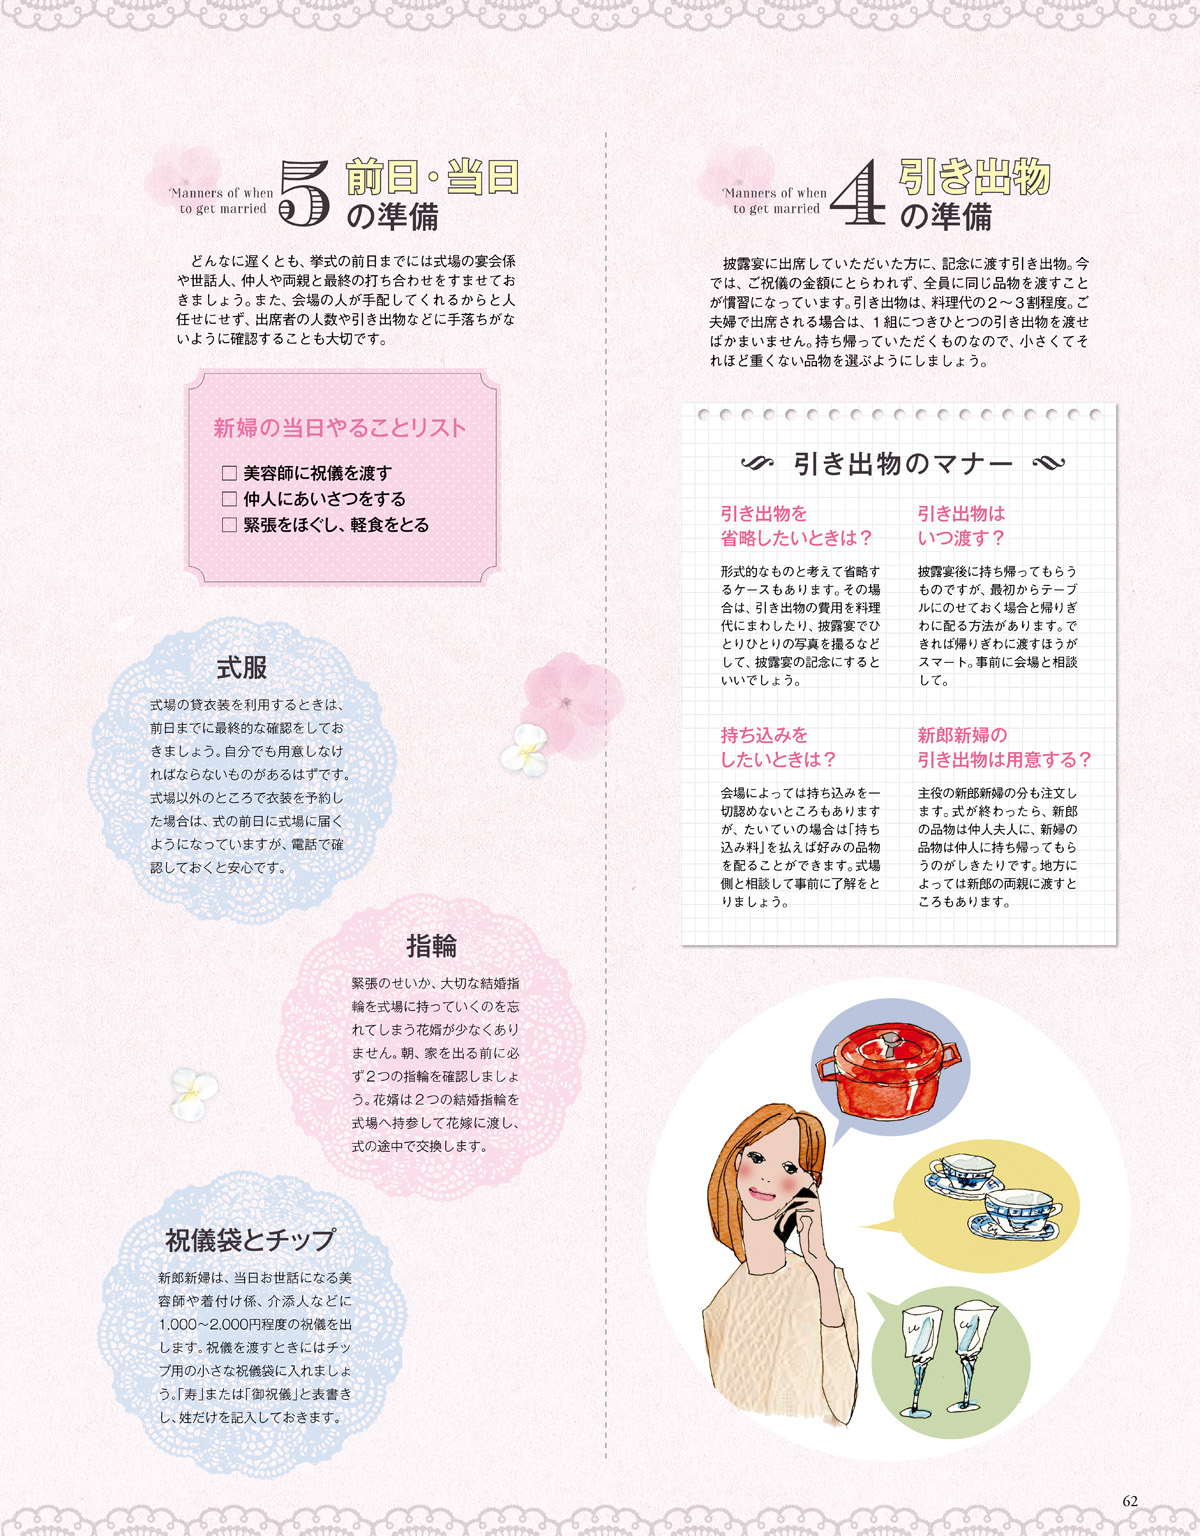 Manners of when
to get married
4
引き出物
の準備
披露宴に出席していただいた方に、記念に渡す引き出物。今
では、ご祝儀の金額にとらわれず、全員に同じ品物を渡すこと
が慣習になっています。引き出物は、料理代の２～３割程度。ご
夫婦で出席される場合は、１組につきひとつの引き出物を渡せ
ばかまいません。持ち帰っていただくものなので、小さくてそ
れほど重くない品物を選ぶようにしましょう。
引き出物のマナー
引き出物を
省略したいときは？
形式的なものと考えて省略す
るケースもあります。その場
合は、引き出物の費用を料理
代にまわしたり、披露宴でひ
とりひとりの写真を撮るなど
して、披露宴の記念にすると
いいでしょう。
引き出物は
いつ渡す？
披露宴後に持ち帰ってもらう
ものですが、最初からテーブ
ルにのせておく場合と帰りぎ
わに配る方法があります。で
きれば帰りぎわに渡すほうが
スマート。事前に会場と相談
して。
持ち込みを
したいときは？
会場によっては持ち込みを一
切認めないところもあります
が、たいていの場合は「持ち
込み料」を払えば好みの品物
を配ることができます。式場
側と相談して事前に了解をと
りましょう。
新郎新婦の
引き出物は用意する？
主役の新郎新婦の分も注文し
ます。式が終わったら、新郎
の品物は仲人夫人に、新婦の
品物は仲人に持ち帰ってもら
うのがしきたりです。地方に
よっては新郎の両親に渡すと
ころもあります。
Manners of when
to get married
5
前日・当日
の準備
どんなに遅くとも、挙式の前日までには式場の宴会係
や世話人、仲人や両親と最終の打ち合わせをすませてお
きましょう。また、会場の人が手配してくれるからと人
任せにせず、出席者の人数や引き出物などに手落ちがな
いように確認することも大切です。
新婦の当日やることリスト
□ 美容師に祝儀を渡す
□ 仲人にあいさつをする
□ 緊張をほぐし、軽食をとる
式服
式場の貸衣装を利用するときは、
前日までに最終的な確認をしてお
きましょう。自分でも用意しなけ
ればならないものがあるはずです。
式場以外のところで衣装を予約し
た場合は、式の前日に式場に届く
ようになっていますが、電話で確
認しておくと安心です。
指輪
緊張のせいか、大切な結婚指
輪を式場に持っていくのを忘
れてしまう花婿が少なくあり
ません。朝、家を出る前に必
ず２つの指輪を確認しましょ
う。花婿は２つの結婚指輪を
式場へ持参して花嫁に渡し、
式の途中で交換します。
祝儀袋とチップ
新郎新婦は、当日お世話になる美
容師や着付け係、介添人などに
1,000～2,000円程度の祝儀を出
します。祝儀を渡すときにはチッ
プ用の小さな祝儀袋に入れましょ
う。「寿」または「御祝儀」と表書き
し、姓だけを記入しておきます。
62